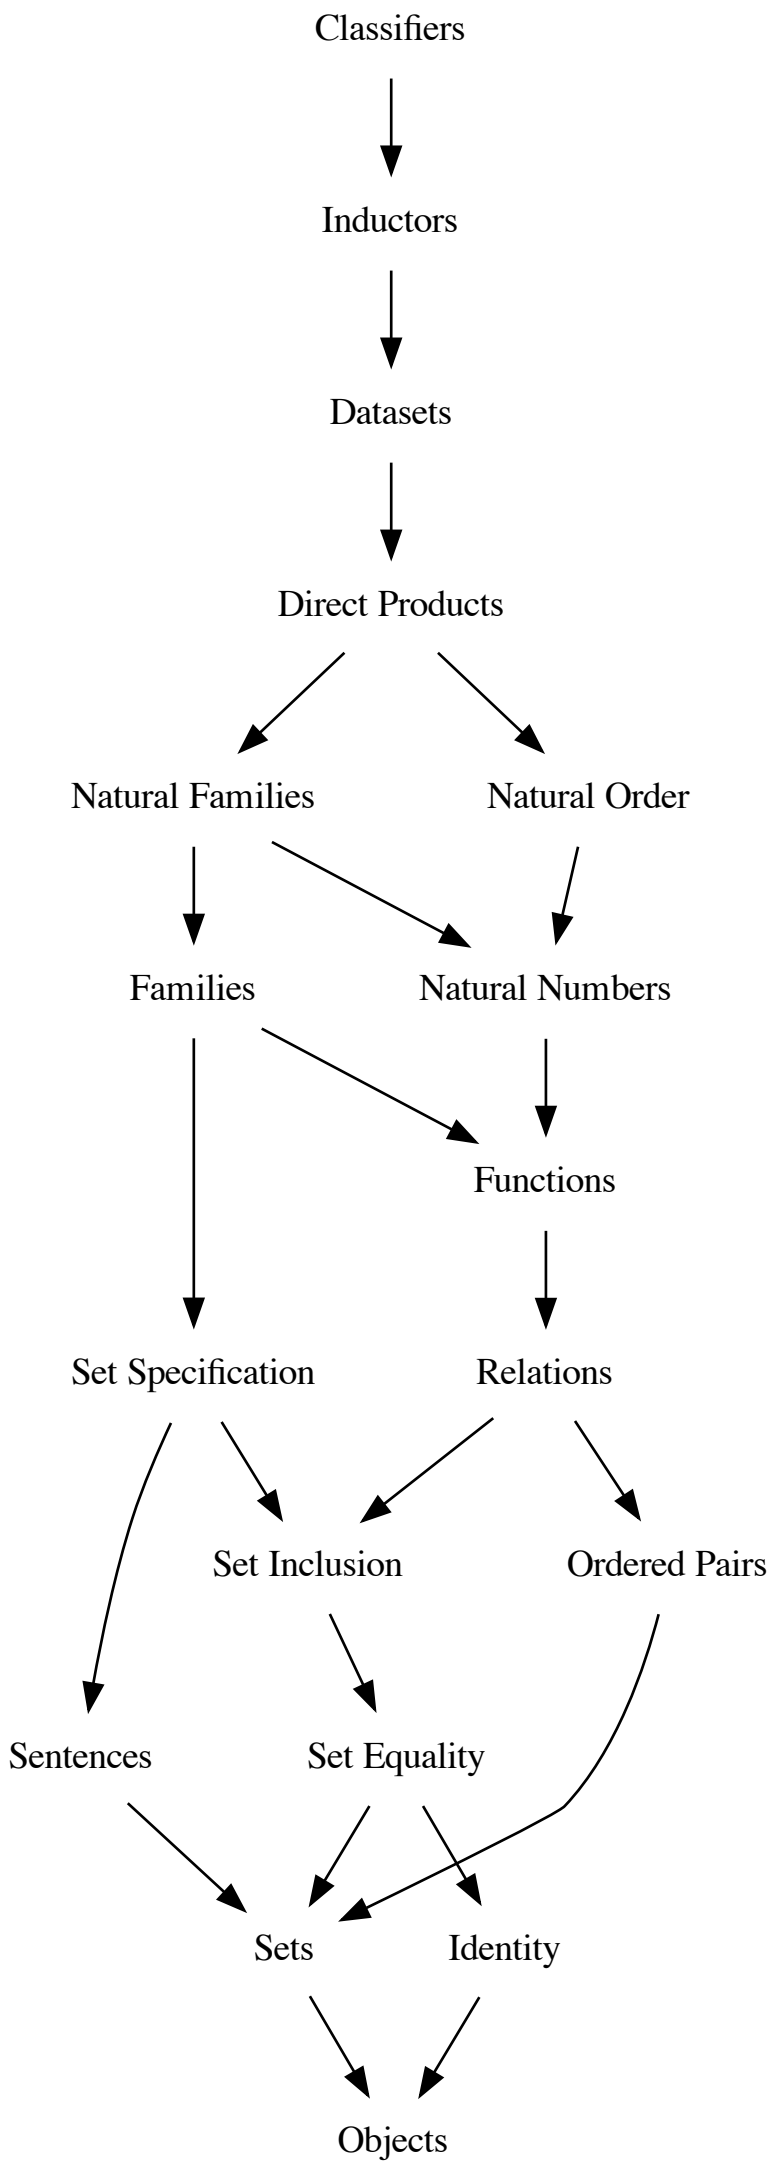 Classifiers
Inductors
Datasets
Direct Products
Natural Families
Natural Order
Families
Natural Numbers
Functions
Set Specification
Relations
Set Inclusion
Ordered Pairs
Sentences
Set Equality
Sets
Identity
Objects